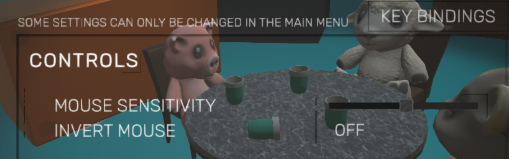 SOME SETTINGS CAN ONLY BE CHANGED IN THE MAIN MENU
KEY BINDINGS
CONTROLS
MOUSE SENSITIVITY
INVERT MOUSE OFF